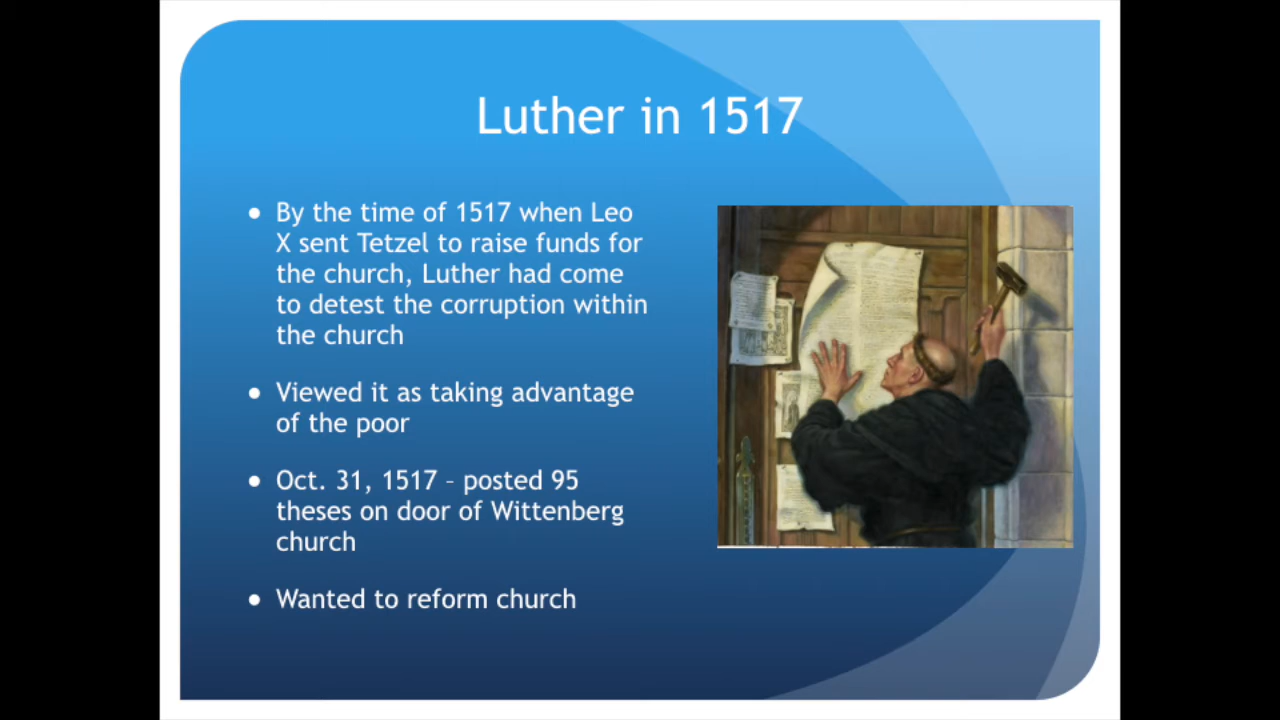 Luther in 1517
• By the time of 1517 when Leo
X sent Tetzel to raise funds for
the church, Luther had come
to detest the corruption within
the church
• Viewed it as taking advantage
of the poor
• Oct. 31, 1517 – posted 95
theses on door of Wittenberg
church
• Wanted to reform church